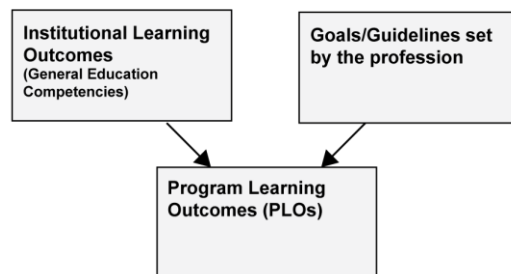 Institutional Learning
Outcomes
(General Education
Competencies)
Goals/Guidelines set
by the profession
Program Learning
Outcomes (PLOs)